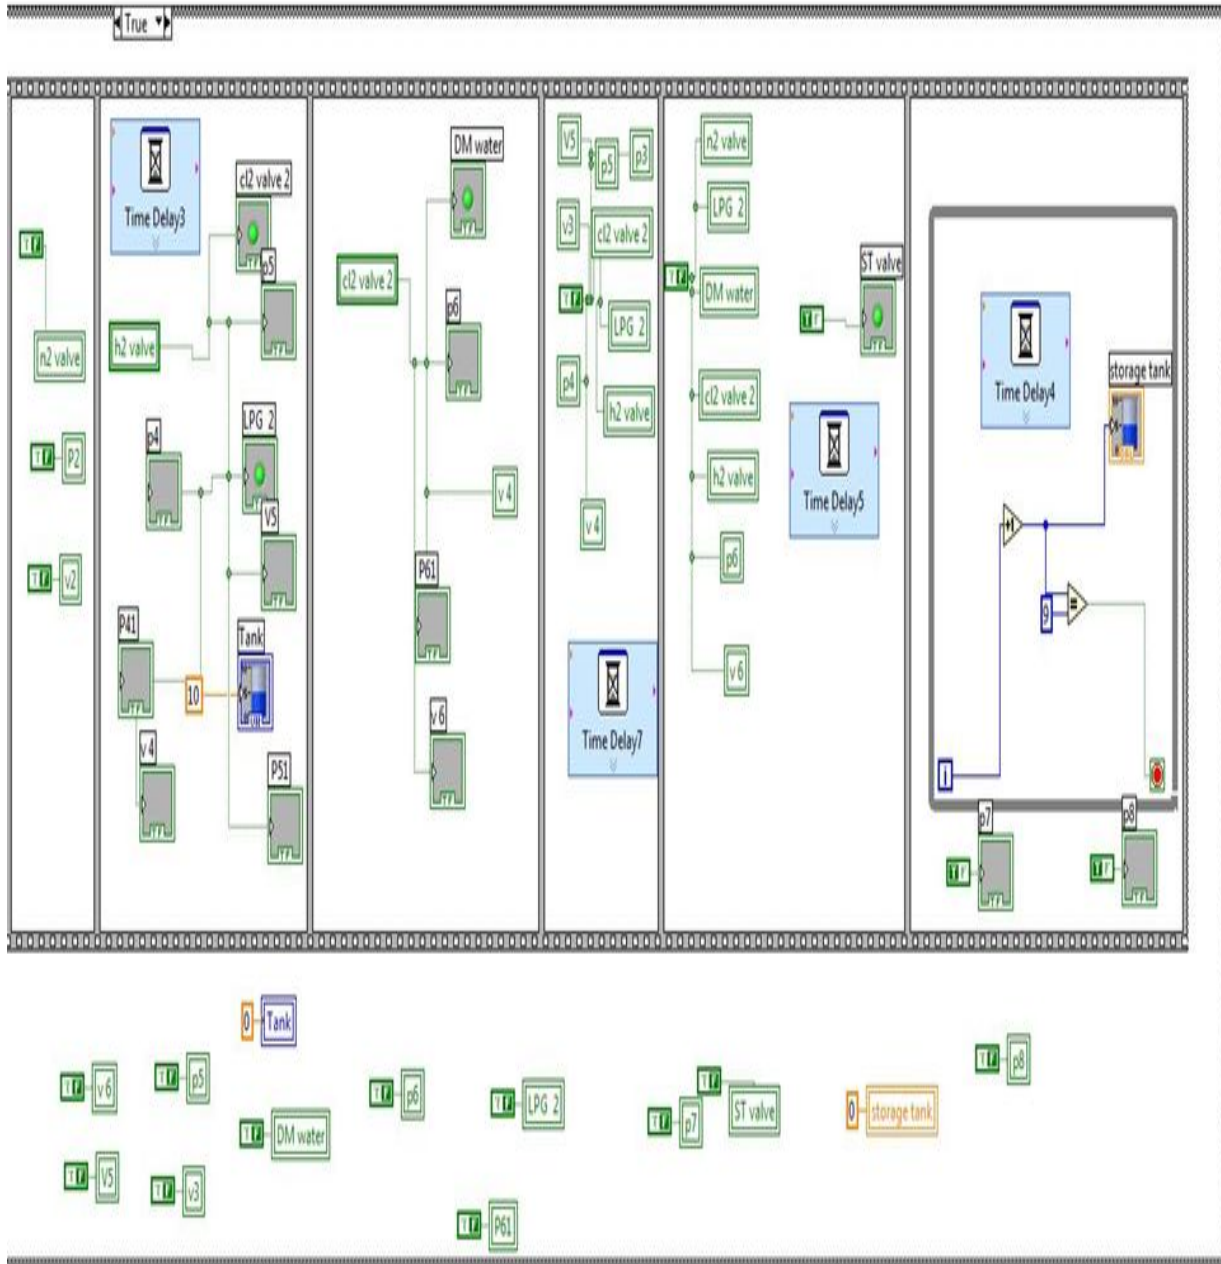 True
n2 valve
P2
v2
Time Delay3
cl2 valve 2
p5
h2 valve
LPG 2
p4
V5
P41
Tank
10
v 4
P51
DM water
cl2 valve 2
p6
v 4
P61
v 6
V5
p5
p3
v3
cl2 valve 2
LPG 2
p4
h2 valve
v 4
Time Delay7
n2 valve
LPG 2
DM water
cl2 valve 2
h2 valve
p6
v 6
ST valve
Time Delay5
Time Delay4
storage tank
+1
9
=
i
p7
p8
0
Tank
v 6
p5
DM water
p6
LPG 2
p7
ST valve
0
storage tank
p8
V5
v3
P61